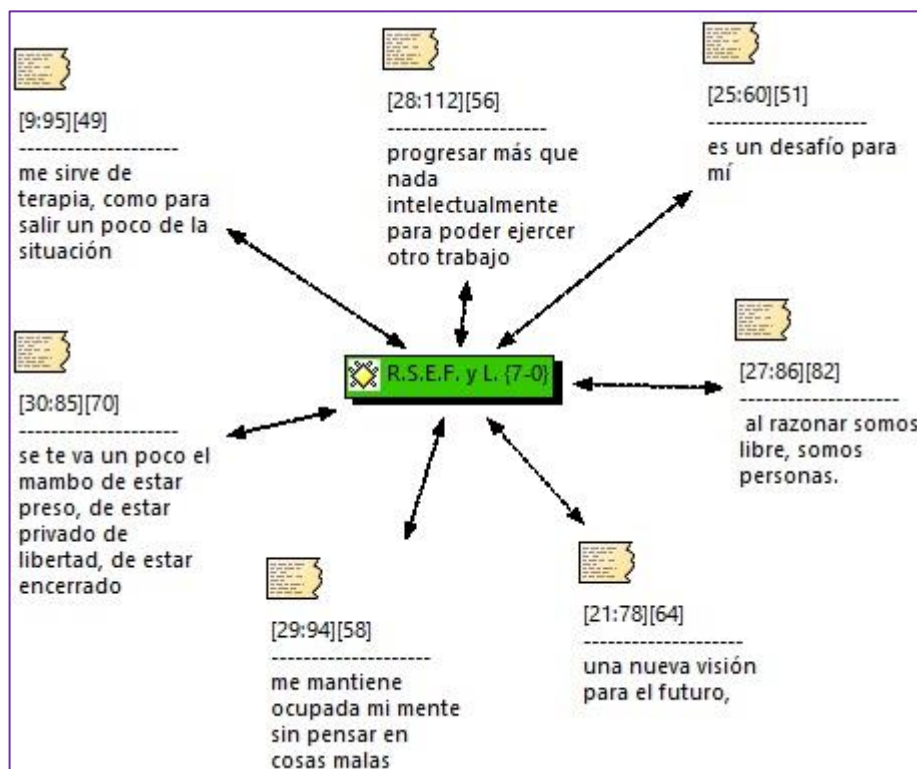 [9:95][49]
--------------------
me sirve de
terapia, como para
salir un poco de la
situación
[28:112][56]
--------------------
progresar más que
nada
intelectualmente
para poder ejercer
otro trabajo
[25:60][51]
--------------------
es un desafío para
mí
R.S.E.F. y L. {7-0}
[27:86][82]
--------------------
al razonar somos
libre, somos
personas.
[30:85][70]
--------------------
se te va un poco el
mambo de estar
preso, de estar
privado de
libertad, de estar
encerrado
[29:94][58]
--------------------
me mantiene
ocupada mi mente
sin pensar en
cosas malas
[21:78][64]
--------------------
una nueva visión
para el futuro,